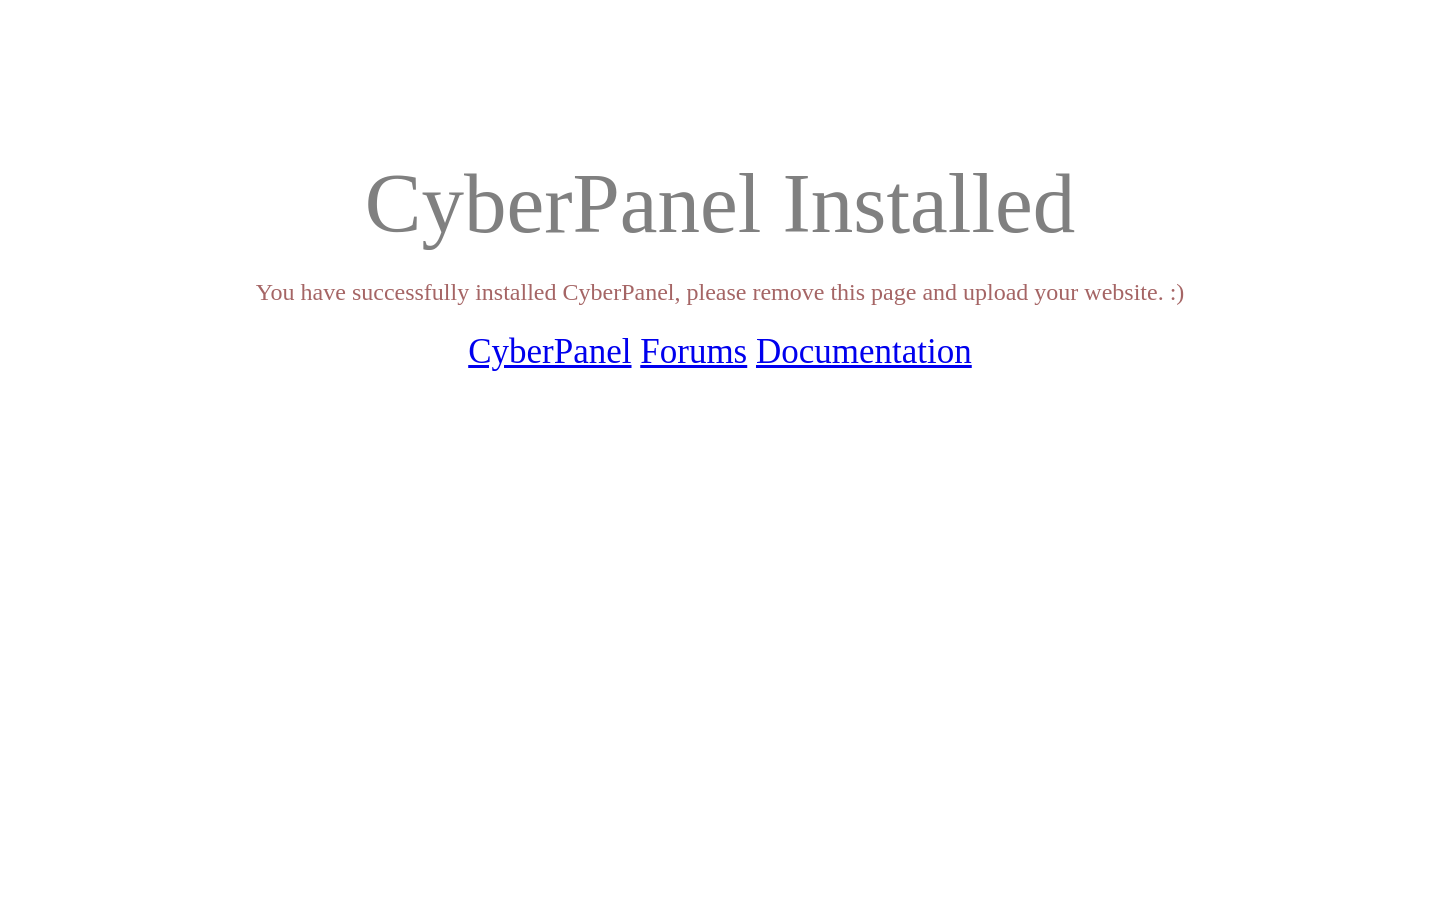 CyberPanel Installed
You have successfully installed CyberPanel, please remove this page and upload your website. :)
CyberPanel Forums Documentation